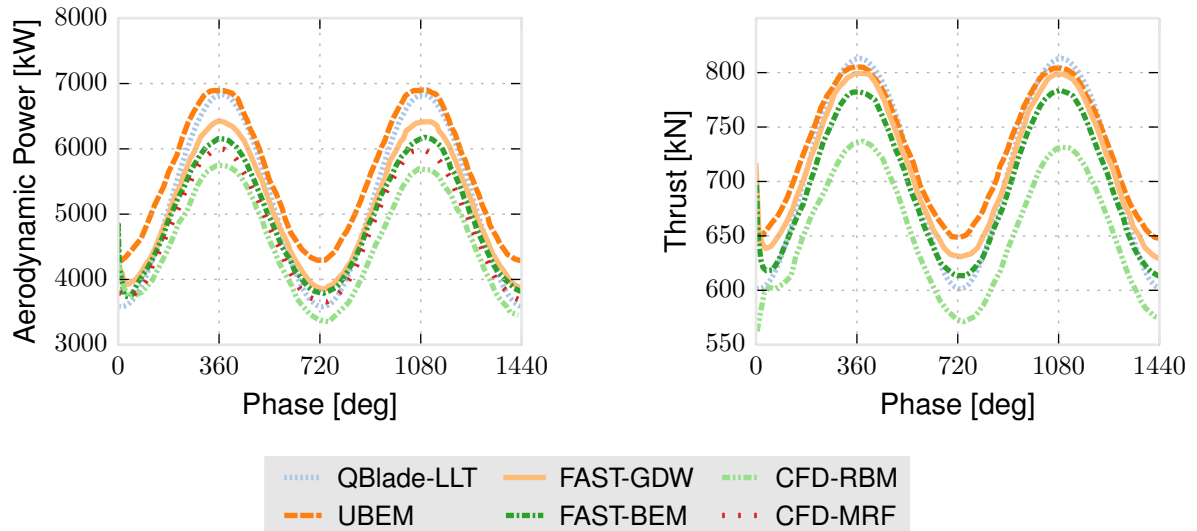 Aerodynamic Power [kW]
8000
7000
6000
5000
4000
3000
0 360 720 1080 1440
Phase [deg]
Thrust [kN]
800
750
700
650
600
550
0 360 720 1080 1440
Phase [deg]
QBlade-LLT FAST-GDW CFD-RBM
UBEM FAST-BEM CFD-MRF